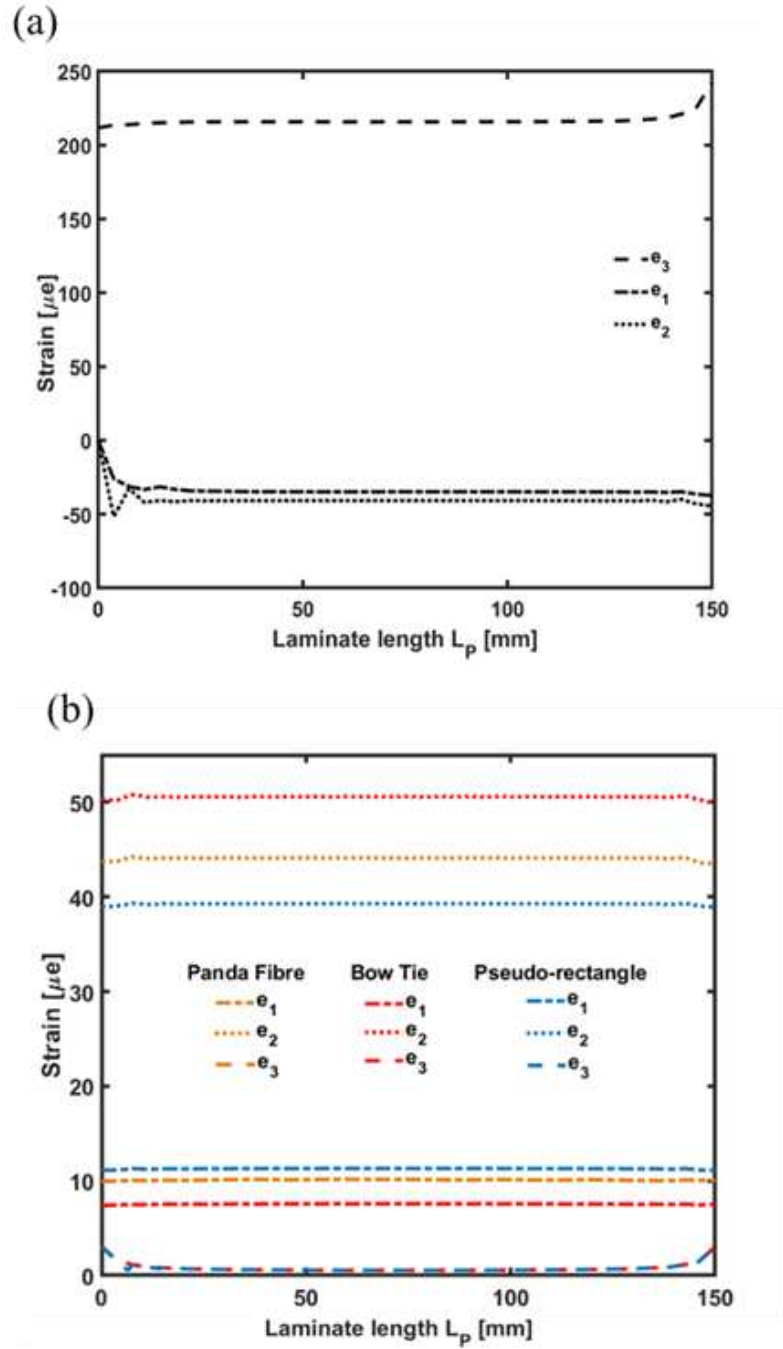 (a)
250
200
150
100
50
0
-50
-100
Strain [μe]
e3
e1
e2
0 50 100 150
Laminate length LP [mm]
(b)
50
40
30
20
10
0
Strain [μe]
Panda Fibre Bow Tie Pseudo-rectangle
e1 e1 e1
e2 e2 e2
e3 e3 e3
0 50 100 150
Laminate length LP [mm]